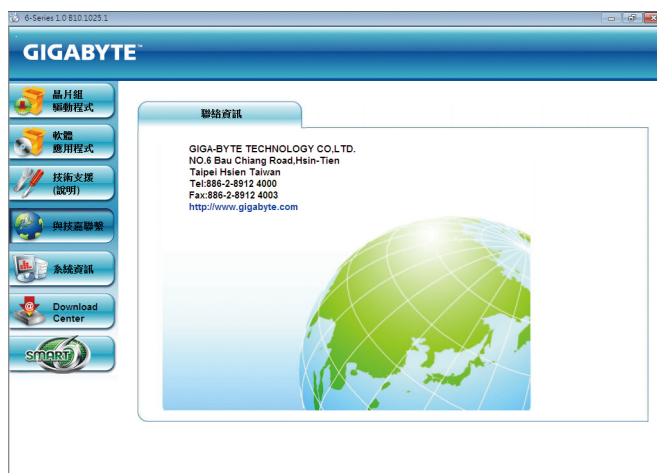 6-Series 1.0 B10.1025.1
GIGABYTE™
晶片組
驅動程式
軟體
應用程式
技術支援
(說明)
與技嘉聯繫
系統資訊
Download
Center
SMART6
聯絡資訊
GIGA-BYTE TECHNOLOGY CO,LTD.
NO.6 Bau Chiang Road,Hsin-Tien
Taipei Hsien Taiwan
Tel:886-2-8912 4000
Fax:886-2-8912 4003
http://www.gigabyte.com